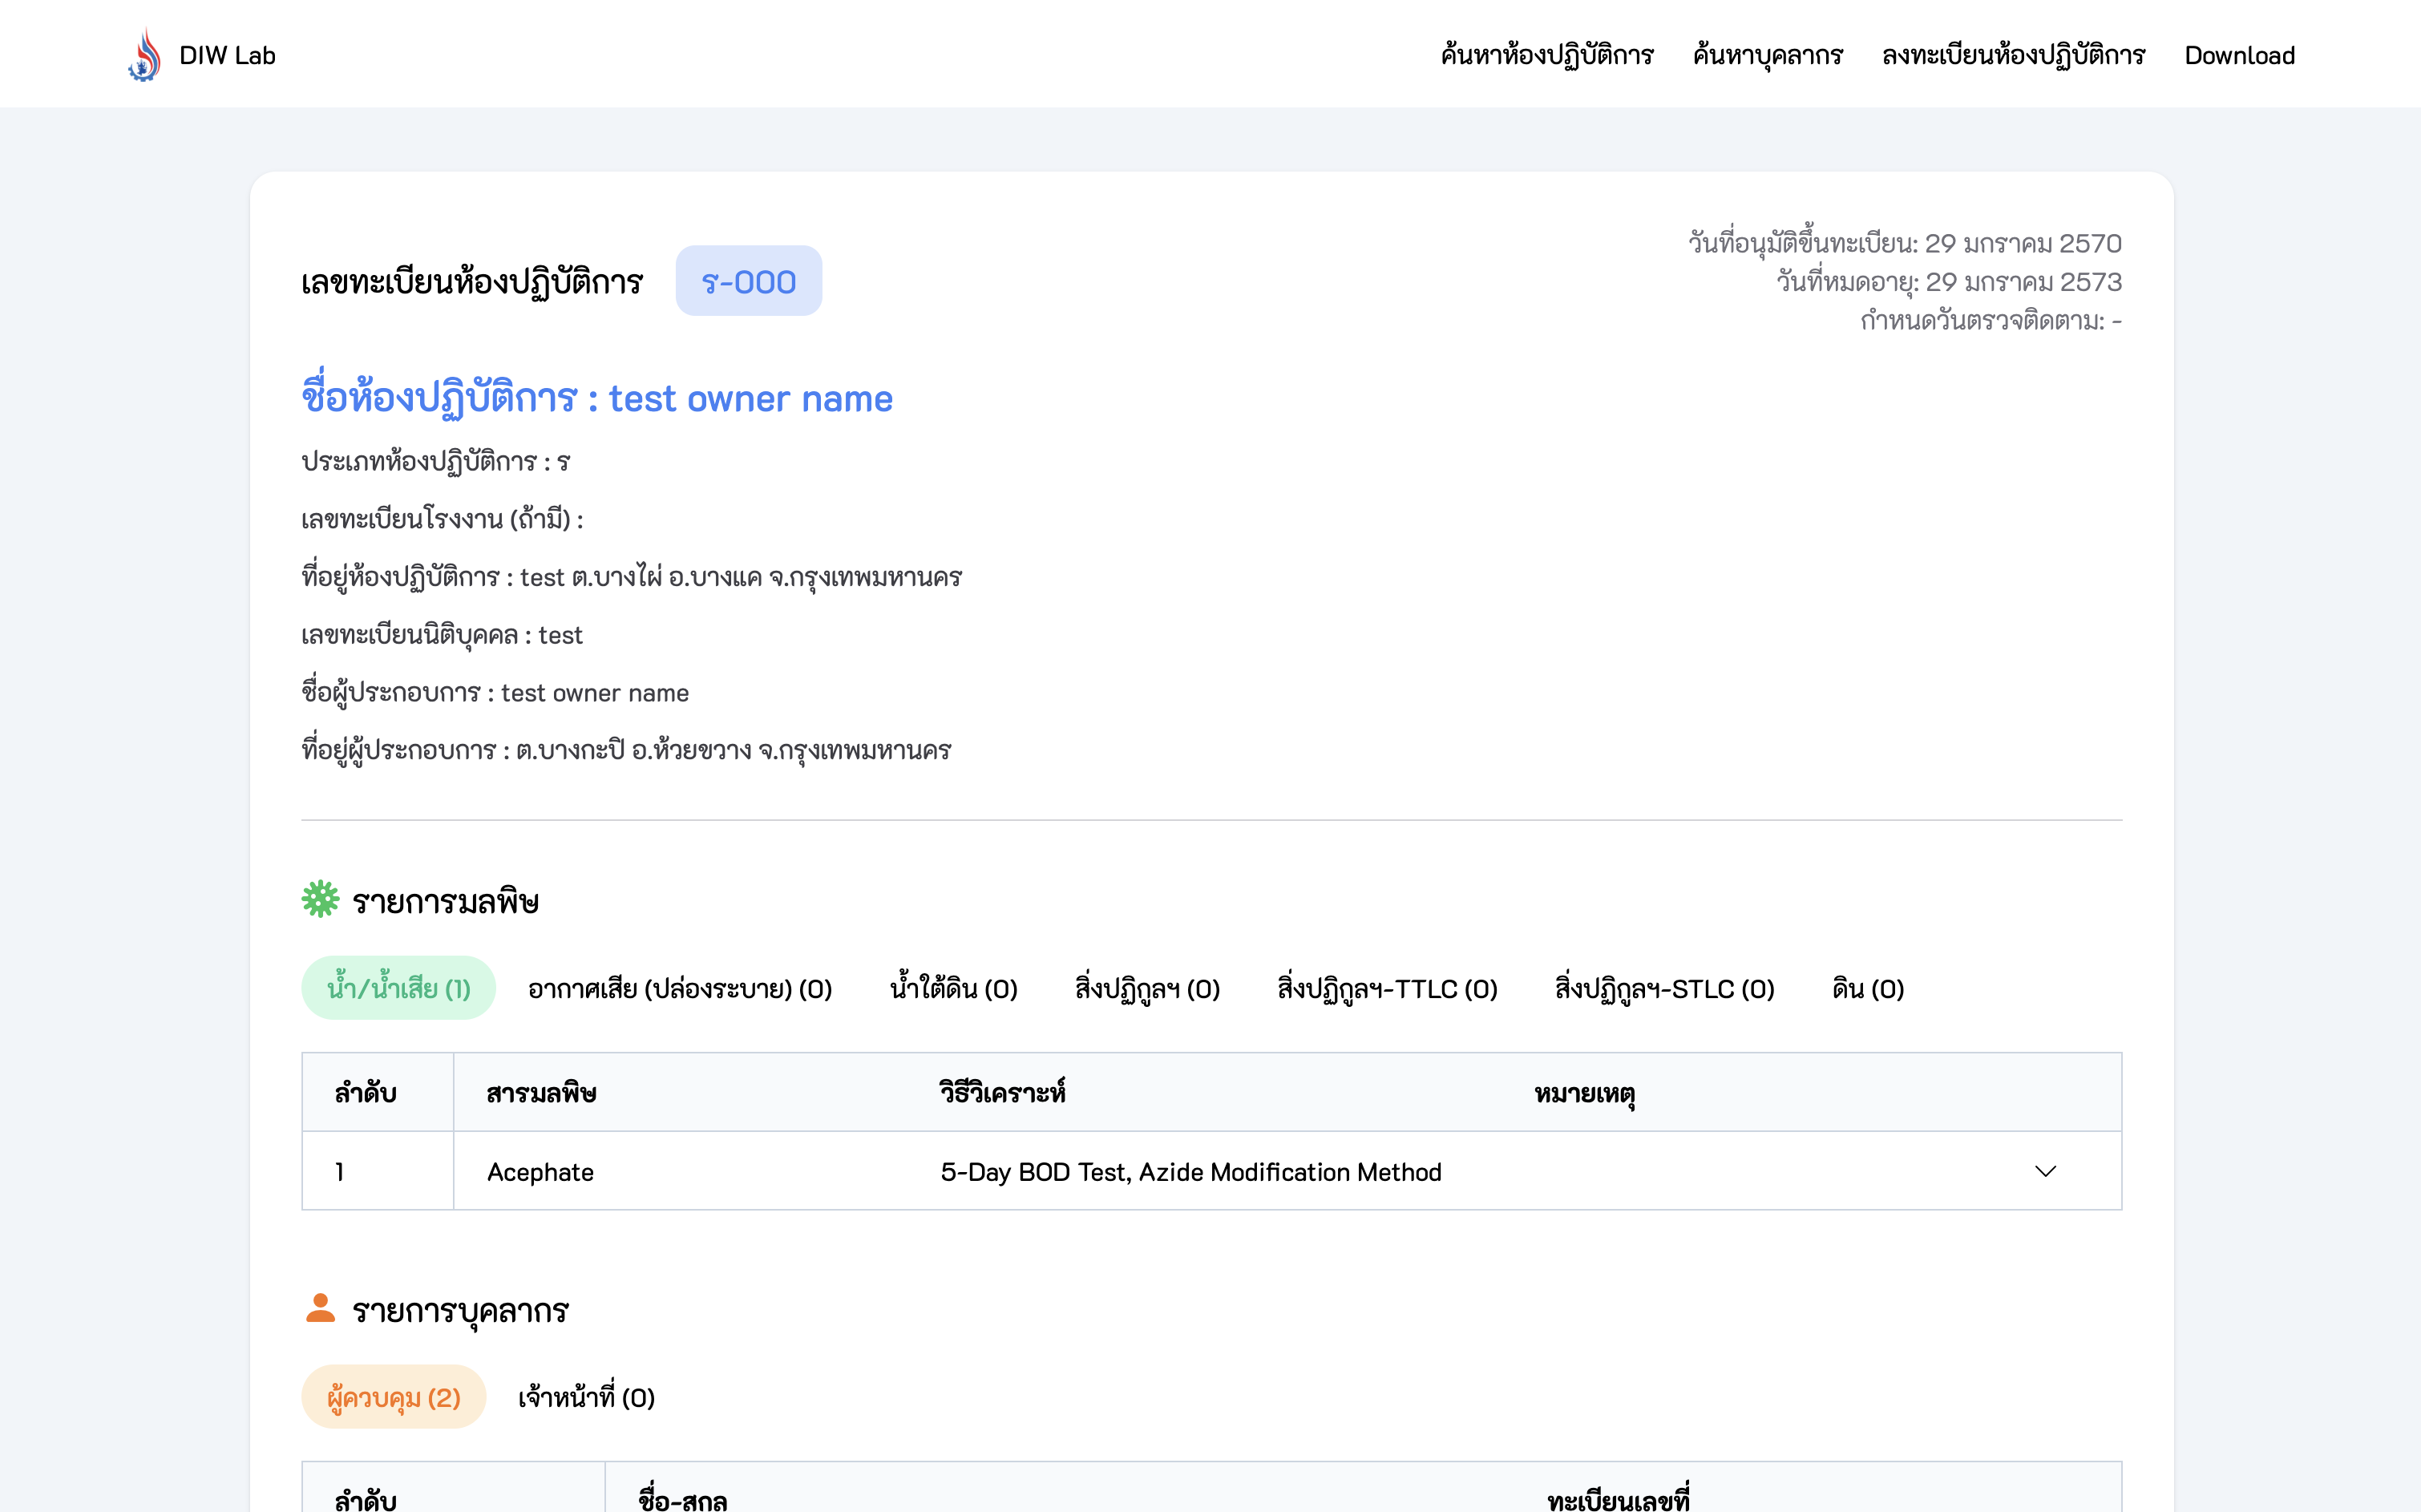 DIW Lab
ค้นหาห้องปฏิบัติการ ค้นหาบุคลากร ลงทะเบียนห้องปฏิบัติการ Download
วันที่อนุมัติขึ้นทะเบียน: 29 มกราคม 2570
เลขทะเบียนห้องปฏิบัติการ ร-000
วันที่หมดอายุ: 29 มกราคม 2573
กำหนดวันตรวจติดตาม: -
ชื่อห้องปฏิบัติการ : test owner name
ประเภทห้องปฏิบัติการ : ร
เลขทะเบียนโรงงาน (ถ้ามี) :
ที่อยู่ห้องปฏิบัติการ : test ต.บางไผ่ อ.บางแค จ.กรุงเทพมหานคร
เลขทะเบียนนิติบุคคล : test
ชื่อผู้ประกอบการ : test owner name
ที่อยู่ผู้ประกอบการ : ต.บางกะปิ อ.ห้วยขวาง จ.กรุงเทพมหานคร
รายการมลพิษ
น้ำ/น้ำเสีย (1) อากาศเสีย (ปล่องระบาย) (0) น้ำใต้ดิน (0) สิ่งปฏิกูลฯ (0) สิ่งปฏิกูลฯ-TTLC (0) สิ่งปฏิกูลฯ-STLC (0) ดิน (0)
ลำดับ สารมลพิษ วิธีวิเคราะห์ หมายเหตุ
1 Acephate 5-Day BOD Test, Azide Modification Method
รายการบุคลากร
ผู้ควบคุม (2) เจ้าหน้าที่ (0)
ลำดับ ชื่อ-สกุล ทะเบียนเลขที่